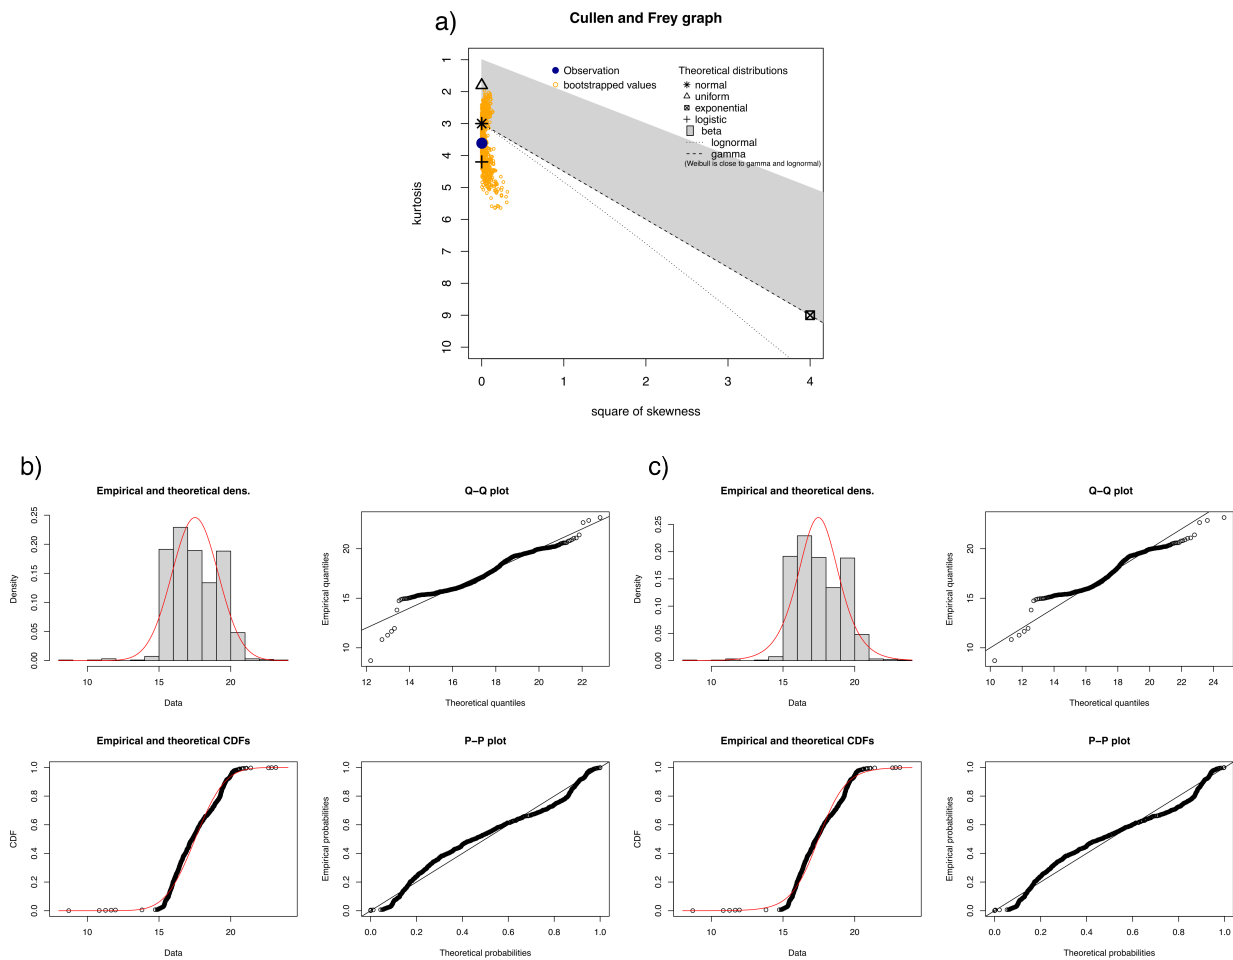 a)
Cullen and Frey graph
Observation
bootstrapped values
Theoretical distributions
normal
uniform
exponential
logistic
beta
lognormal
gamma
(Weibull is close to gamma and lognormal)
kurtosis
1
2
3
4
5
6
7
8
9
10
0 1 2 3 4
square of skewness
b)
Empirical and theoretical dens.
Density
0.00 0.05 0.10 0.15 0.20 0.25
10 15 20
Data
Q−Q plot
Empirical quantiles
10 15 20
12 14 16 18 20 22
Theoretical quantiles
Empirical and theoretical CDFs
CDF
0.0 0.2 0.4 0.6 0.8 1.0
10 15 20
Data
P−P plot
Empirical probabilities
0.0 0.2 0.4 0.6 0.8 1.0
0.0 0.2 0.4 0.6 0.8 1.0
Theoretical probabilities
c)
Empirical and theoretical dens.
Density
0.00 0.05 0.10 0.15 0.20 0.25
10 15 20
Data
Q−Q plot
Empirical quantiles
10 15 20
10 12 14 16 18 20 22 24
Theoretical quantiles
Empirical and theoretical CDFs
CDF
0.0 0.2 0.4 0.6 0.8 1.0
10 15 20
Data
P−P plot
Empirical probabilities
0.0 0.2 0.4 0.6 0.8 1.0
0.0 0.2 0.4 0.6 0.8 1.0
Theoretical probabilities